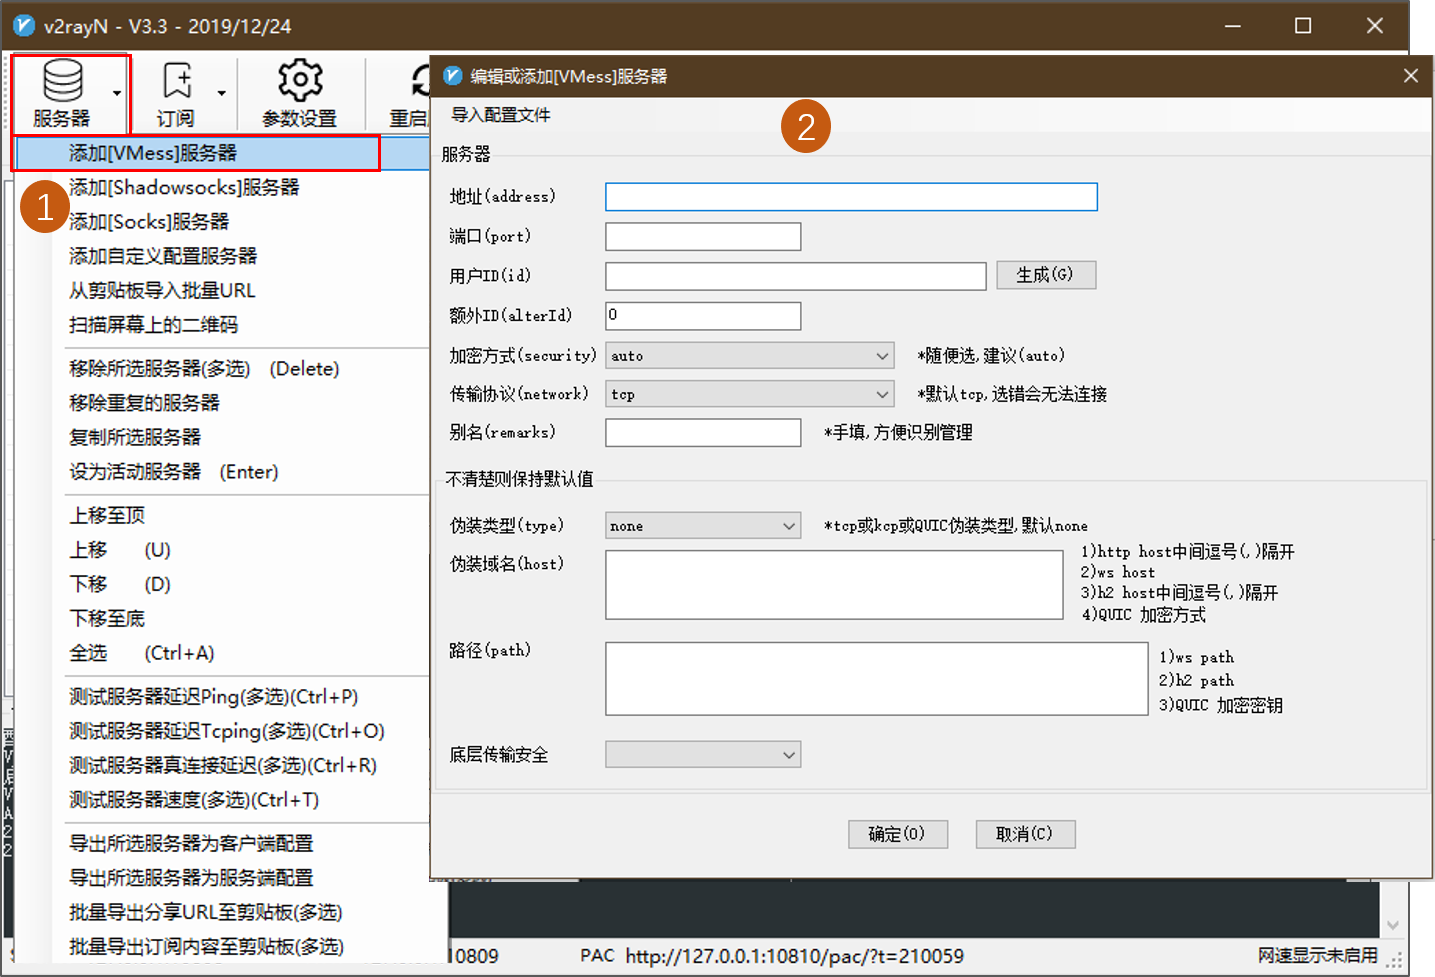 v2rayN - V3.3 - 2019/12/24
服务器
订阅
参数设置
重启
1
添加[VMess]服务器
添加[Shadowsocks]服务器
添加[Socks]服务器
添加自定义配置服务器
从剪贴板导入批量URL
扫描屏幕上的二维码
移除所选服务器(多选) (Delete)
移除重复的服务器
复制所选服务器
设为活动服务器 (Enter)
上移至顶
上移 (U)
下移 (D)
下移至底
全选 (Ctrl+A)
测试服务器延迟Ping(多选)(Ctrl+P)
测试服务器延迟Tcping(多选)(Ctrl+O)
测试服务器真连接延迟(多选)(Ctrl+R)
测试服务器速度(多选)(Ctrl+T)
导出所选服务器为客户端配置
导出所选服务器为服务端配置
批量导出分享URL至剪贴板(多选)
批量导出订阅内容至剪贴板(多选)
编辑或添加[VMess]服务器
导入配置文件
2
服务器
地址(address)
端口(port)
用户ID(id) 生成(G)
额外ID(alterId) 0
加密方式(security) auto *随便选,建议(auto)
传输协议(network) tcp *默认tcp,选错会无法连接
别名(remarks) *手填,方便识别管理
不清楚则保持默认值
伪装类型(type) none *tcp或kcp或QUIC伪装类型,默认none
伪装域名(host)
1)http host中间逗号(,)隔开
2)ws host
3)h2 host中间逗号(,)隔开
4)QUIC 加密方式
路径(path)
1)ws path
2)h2 path
3)QUIC 加密密钥
底层传输安全
确定(O) 取消(C)
10809 PAC http://127.0.0.1:10810/pac/?t=210059 网速显示未启用